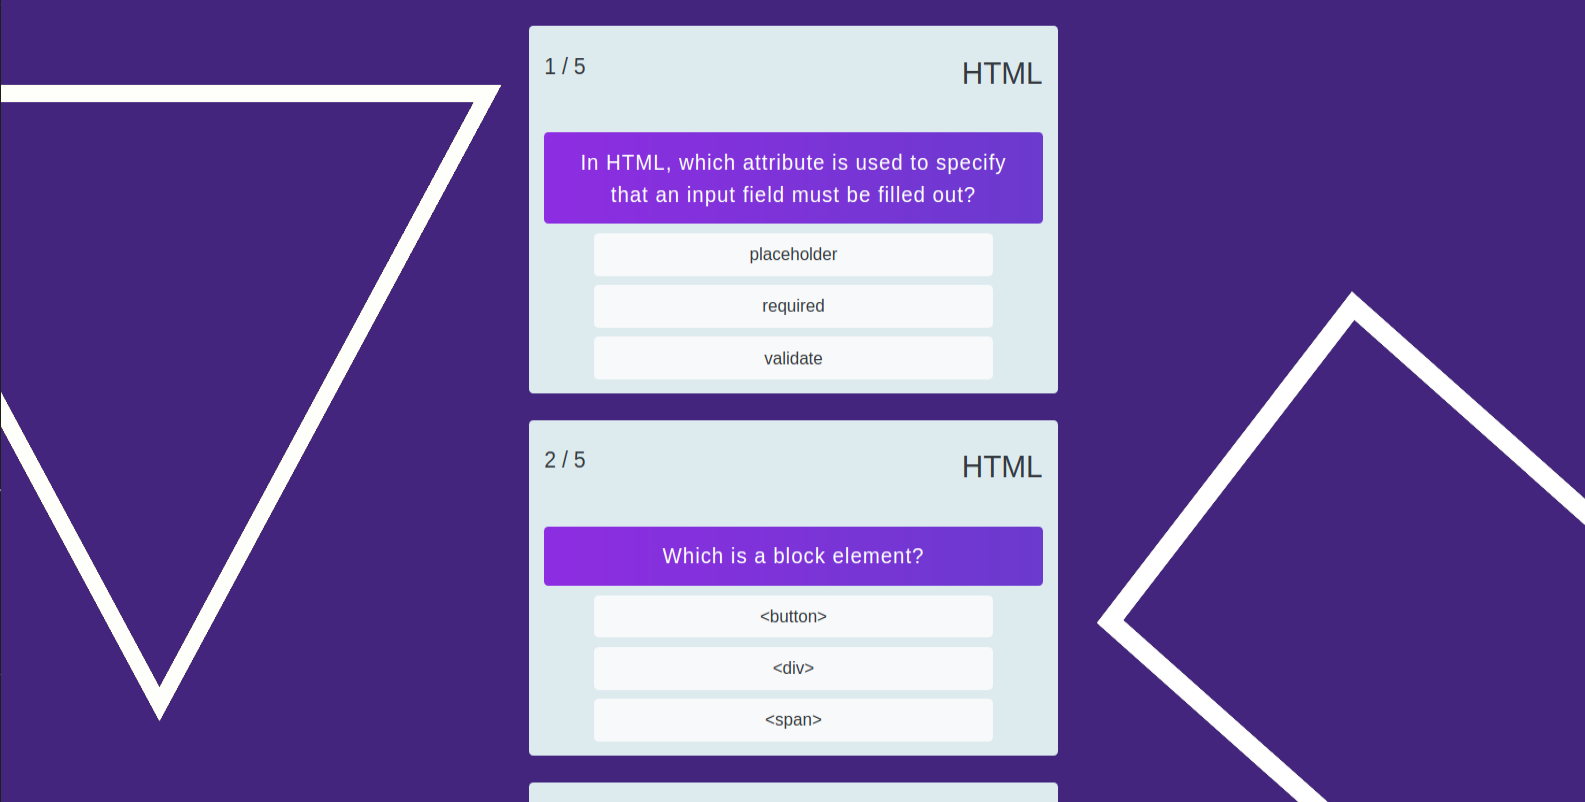 1 / 5
HTML
In HTML, which attribute is used to specify
that an input field must be filled out?
placeholder
required
validate
2 / 5
HTML
Which is a block element?
<button>
<div>
<span>